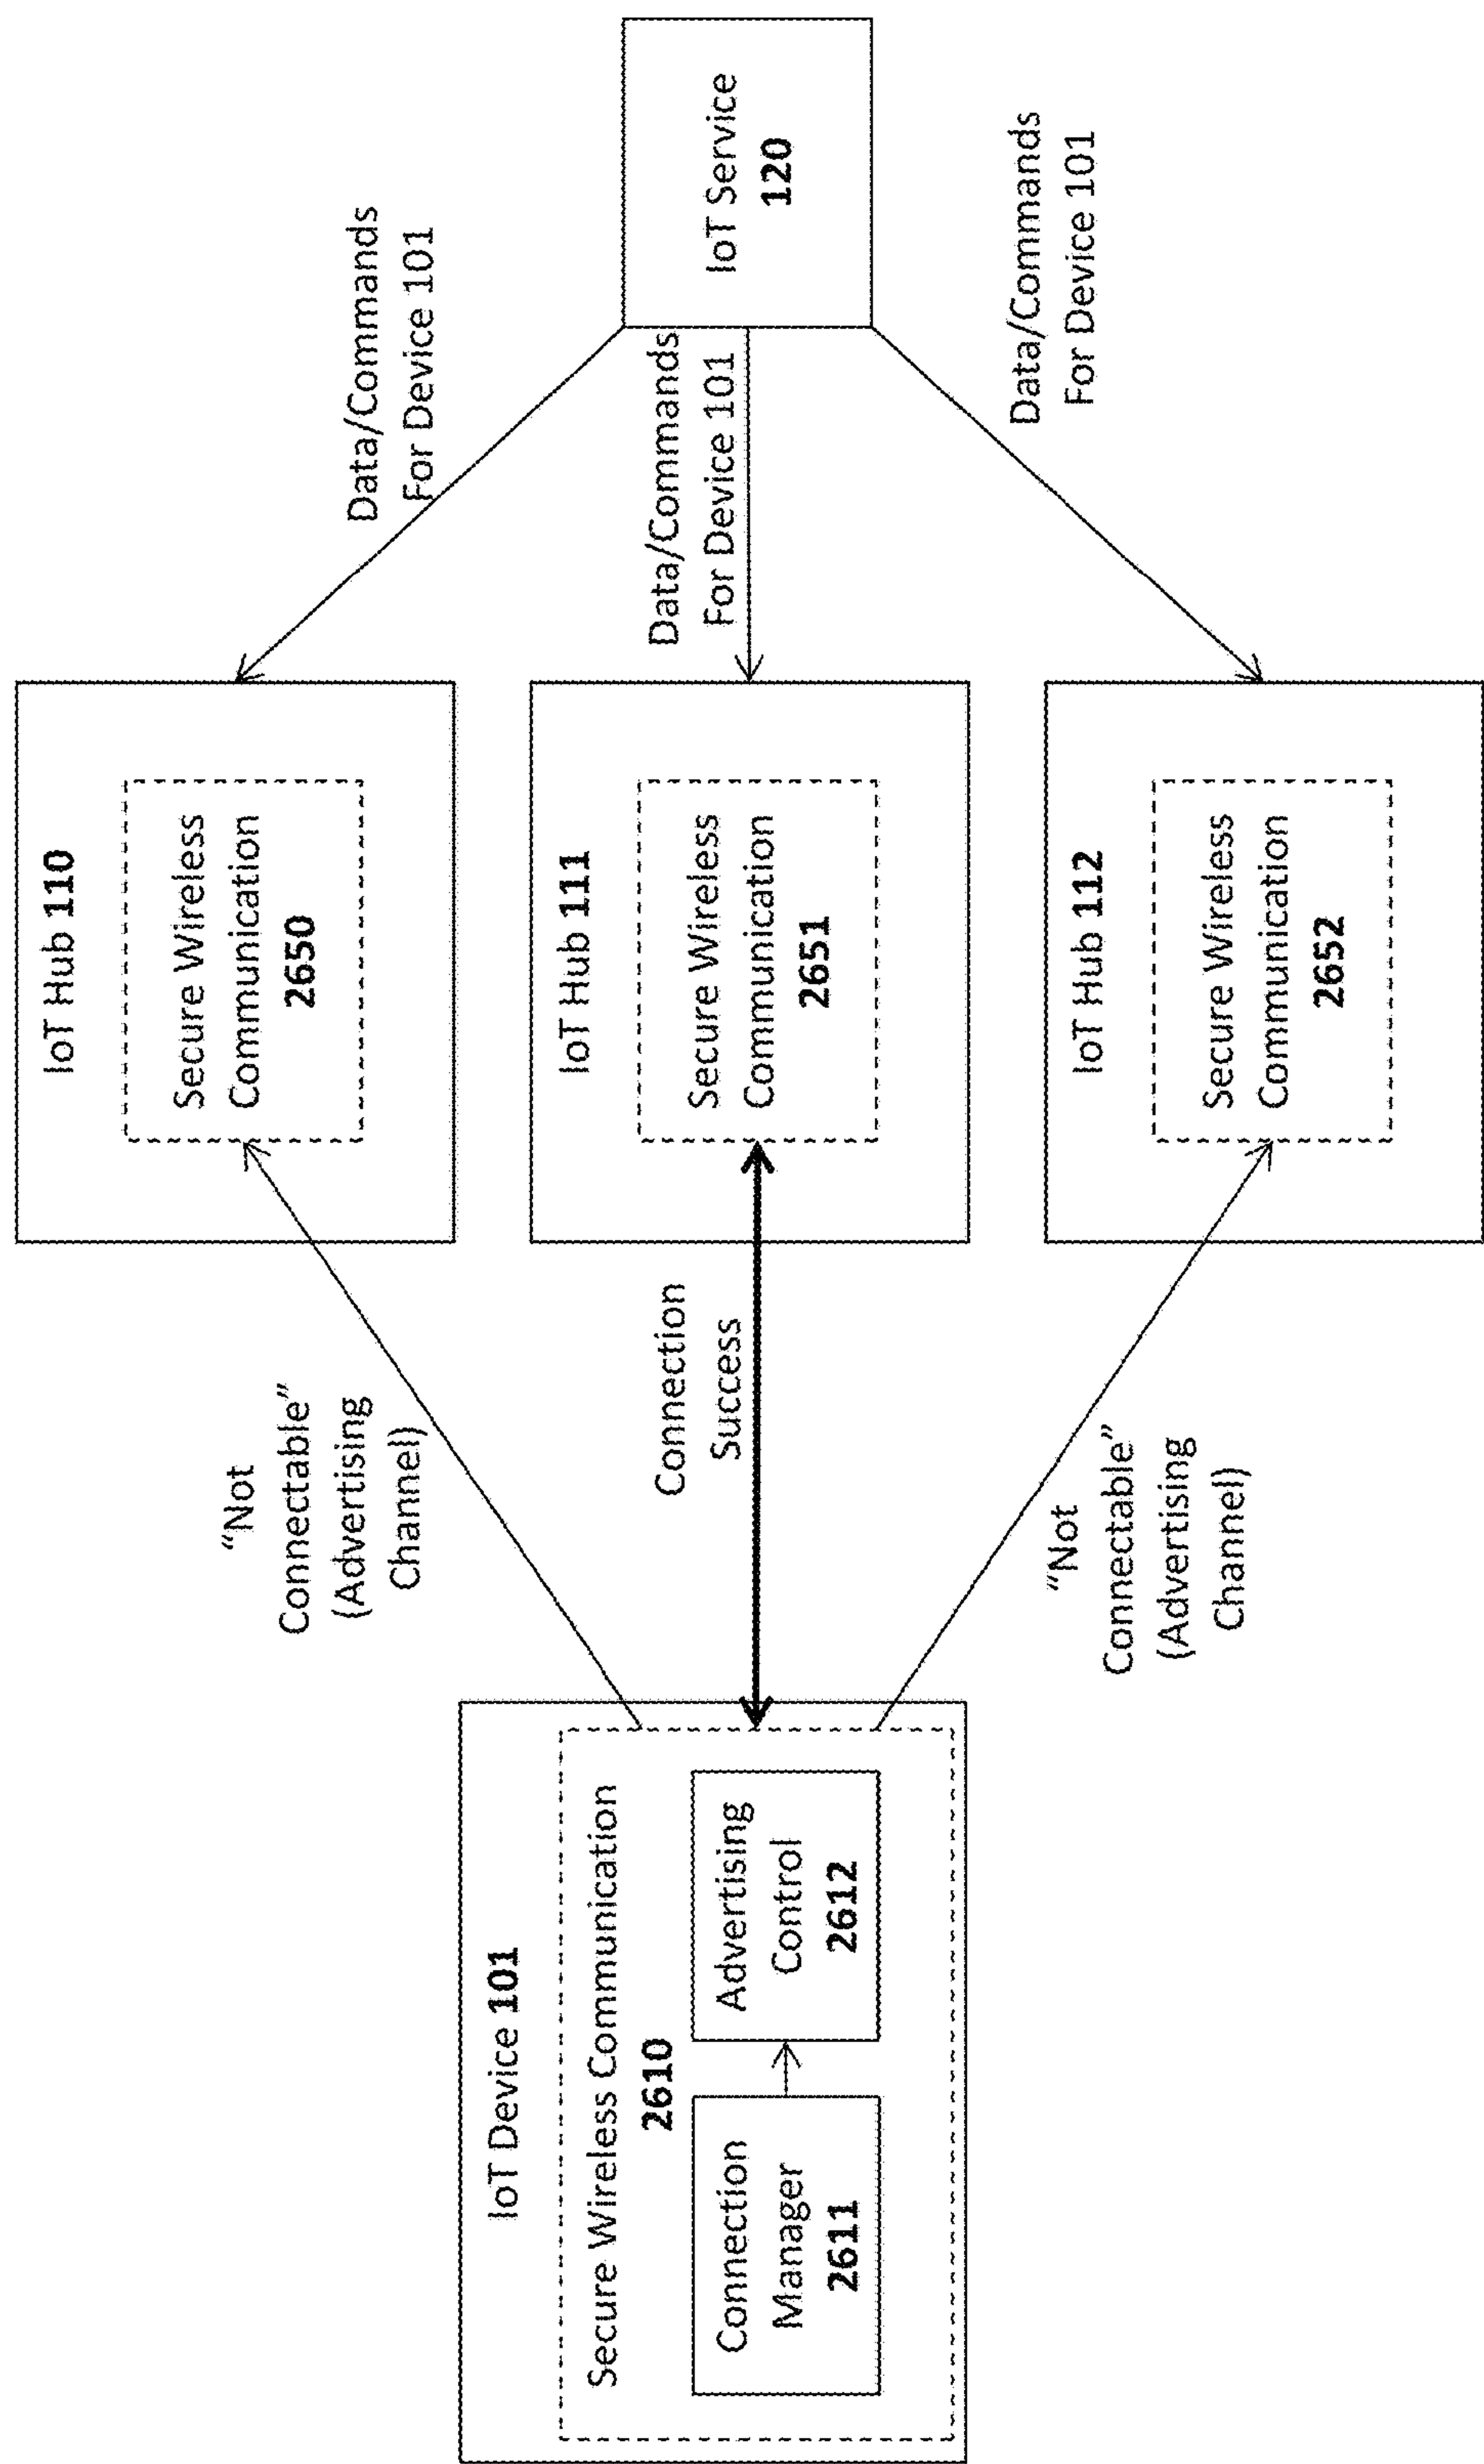 IoT Device 101
Secure Wireless Communication
2610
Connection
Manager
2611
Advertising
Control
2612
“Not
Connectable”
(Advertising
Channel)
Connection
Success
“Not
Connectable”
(Advertising
Channel)
IoT Hub 110
Secure Wireless
Communication
2650
IoT Hub 111
Secure Wireless
Communication
2651
IoT Hub 112
Secure Wireless
Communication
2652
Data/Commands
For Device 101
Data/Commands
For Device 101
Data/Commands
For Device 101
IoT Service
120